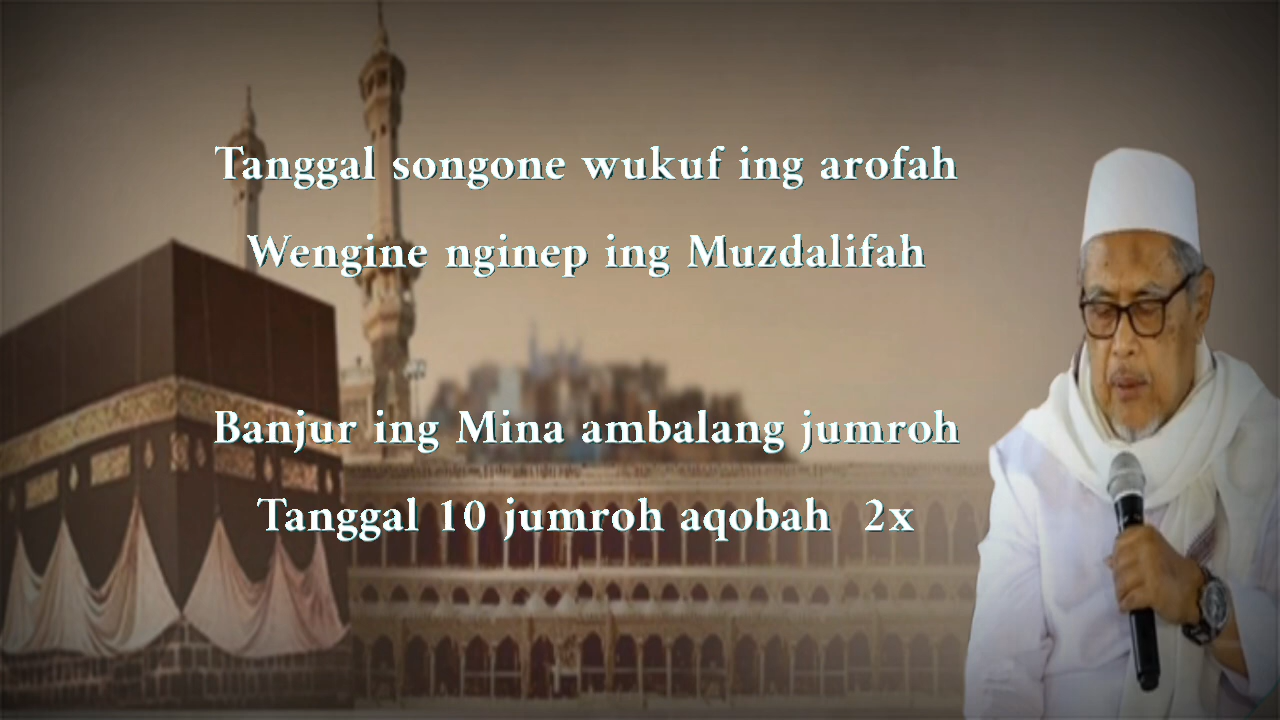 Tanggal songone wukuf ing arofah
Wengine nginep ing Muzdalifah
Banjur ing Mina ambalang jumroh
Tanggal 10 jumroh aqobah 2x